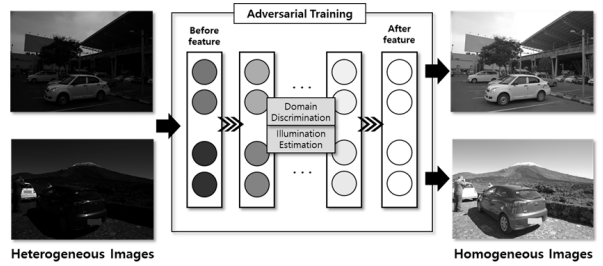 Adversarial Training
Before
feature
After
feature
...
Domain
Discrimination
Illumination
Estimation
...
Heterogeneous Images
Homogeneous Images